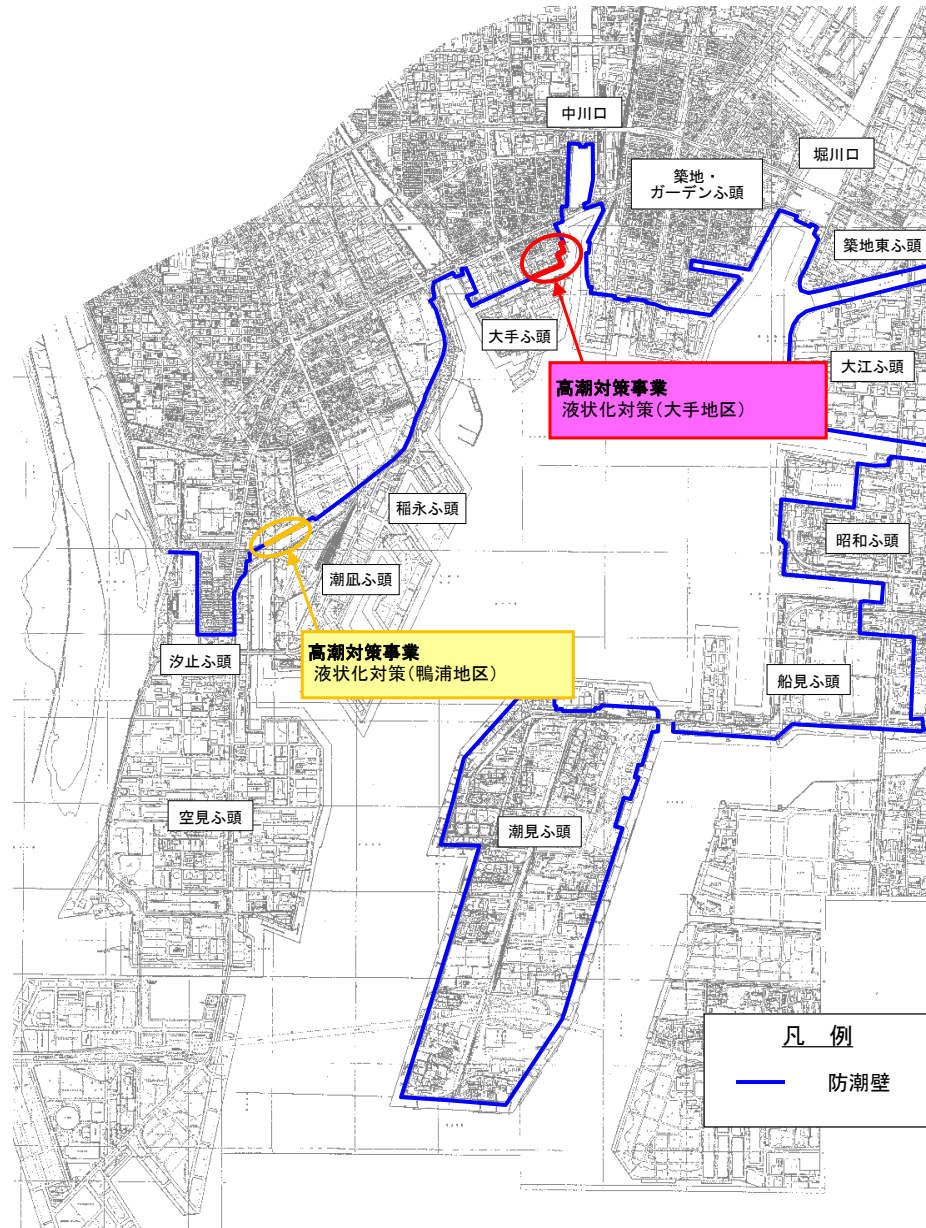 中川口
堀川口
築地・
ガーデンふ頭
築地東ふ頭
大手ふ頭
大江ふ頭
高潮対策事業
液状化対策(大手地区)
稲永ふ頭
昭和ふ頭
潮凪ふ頭
高潮対策事業
液状化対策(鴨浦地区)
汐止ふ頭
船見ふ頭
空見ふ頭
潮見ふ頭
凡 例
防潮壁